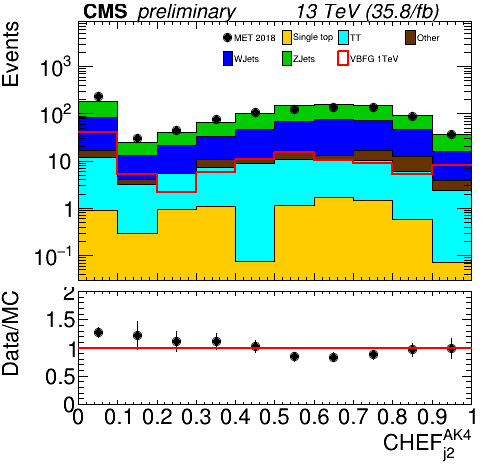 CMS preliminary 13 TeV (35.8/fb)
Events
MET 2018 Single top TT Other
WJets ZJets VBFG 1TeV
10³
10²
10
1
10⁻¹
Data/MC
2
1.5
1
0.5
0
0 0.1 0.2 0.3 0.4 0.5 0.6 0.7 0.8 0.9 1
CHEF_j2^AK4